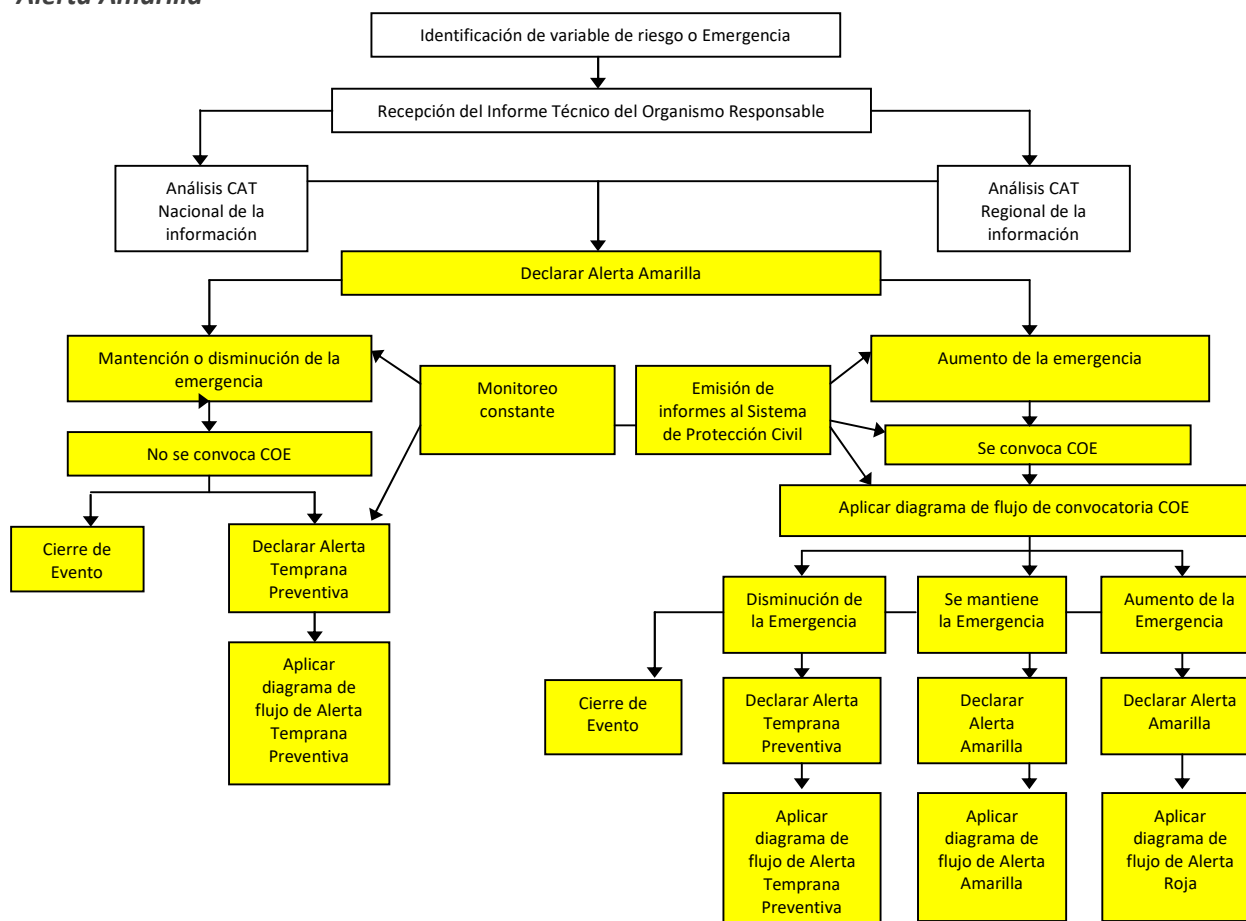 Alerta Amarilla
Identificación de variable de riesgo o Emergencia
Recepción del Informe Técnico del Organismo Responsable
Análisis CAT
Nacional de la
información
Análisis CAT
Regional de la
información
Declarar Alerta Amarilla
Mantención o disminución de la
emergencia
Monitoreo
constante
Emisión de
informes al Sistema
de Protección Civil
Aumento de la emergencia
No se convoca COE
Se convoca COE
Aplicar diagrama de flujo de convocatoria COE
Cierre de
Evento
Declarar Alerta
Temprana
Preventiva
Disminución de
la Emergencia
Se mantiene
la Emergencia
Aumento de la
Emergencia
Aplicar
diagrama de
flujo de Alerta
Temprana
Preventiva
Cierre de
Evento
Declarar Alerta
Temprana
Preventiva
Declarar
Alerta
Amarilla
Declarar Alerta
Amarilla
Aplicar
diagrama de
flujo de Alerta
Temprana
Preventiva
Aplicar
diagrama de
flujo de Alerta
Amarilla
Aplicar
diagrama de
flujo de Alerta
Roja